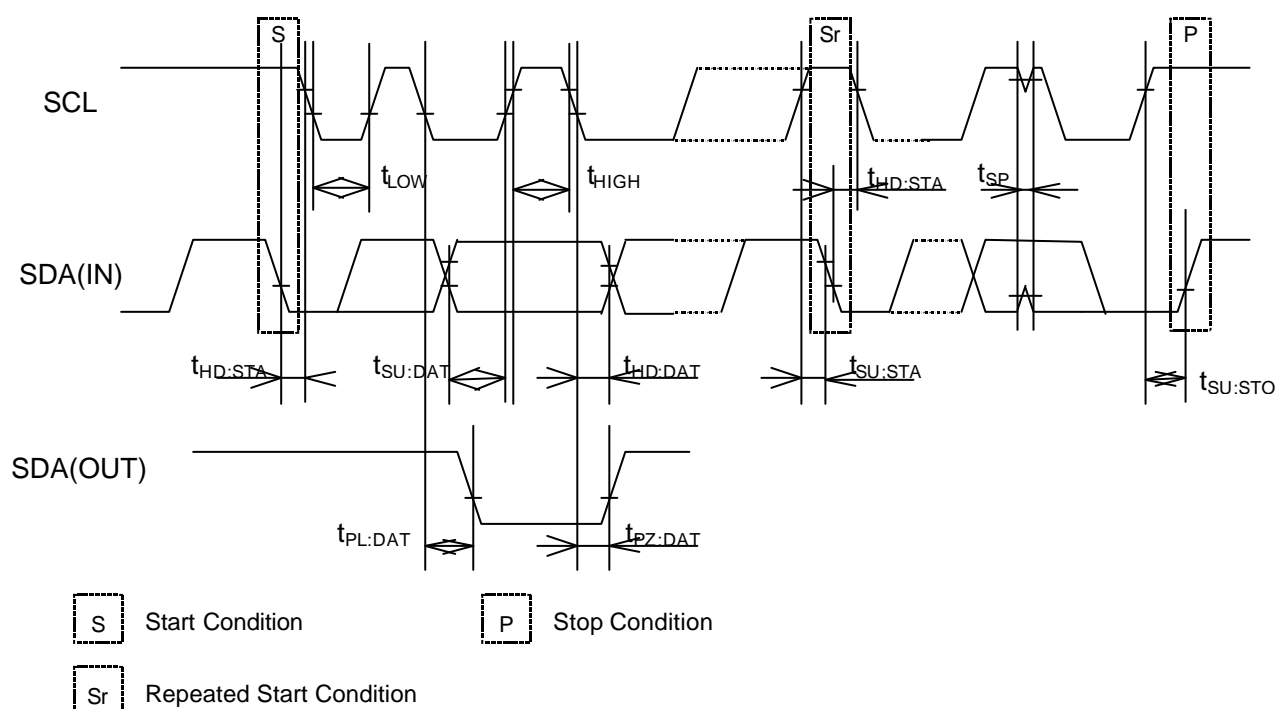 S
Sr
P
SCL
tLOW
tHIGH
tHD:STA
tSP
SDA(IN)
tHD:STA
tSU:DAT
tHD:DAT
tSU:STA
tSU:STO
SDA(OUT)
tPL:DAT
tPZ:DAT
S Start Condition
P Stop Condition
Sr Repeated Start Condition